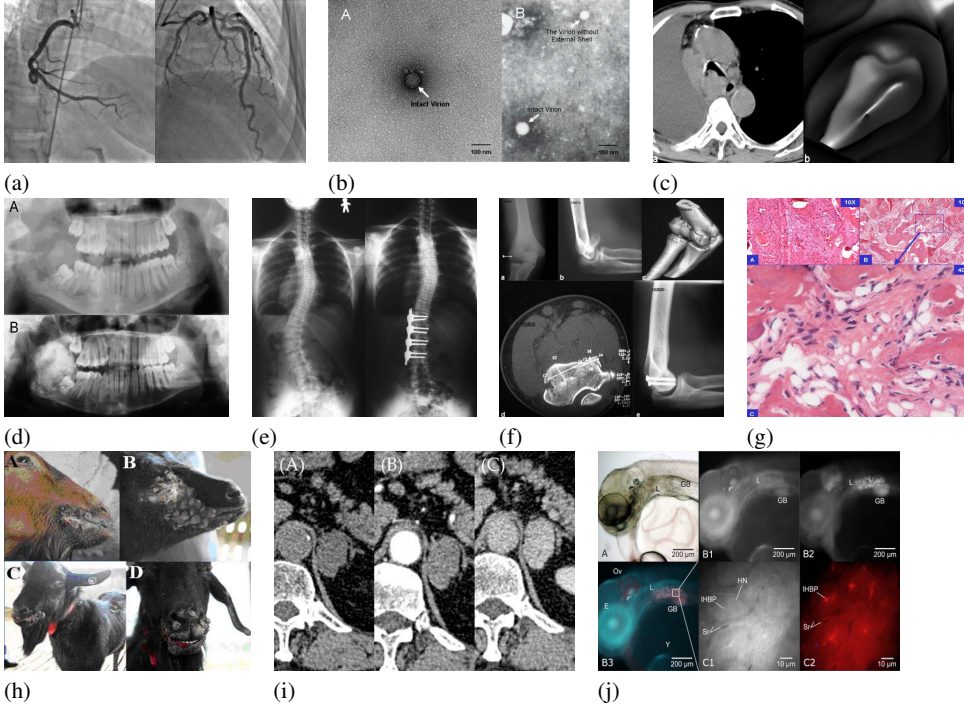 A
Intact Virion
100 nm
B
The Virion without
External Shell
Intact Virion
100 nm
a
b
(a)
(b)
(c)
A
B
a
b
c
d
e
A
10X
B
10
40
C
(d)
(e)
(f)
(g)
A
B
C
D
(A)
(B)
(C)
L
GB
A
200 µm
L
GB
B1
200 µm
L
GB
B2
200 µm
Ov
L
E
GB
Y
B3
200 µm
HN
IHBP
Sr
C1
10 µm
IHBP
Sr
C2
10 µm
(h)
(i)
(j)